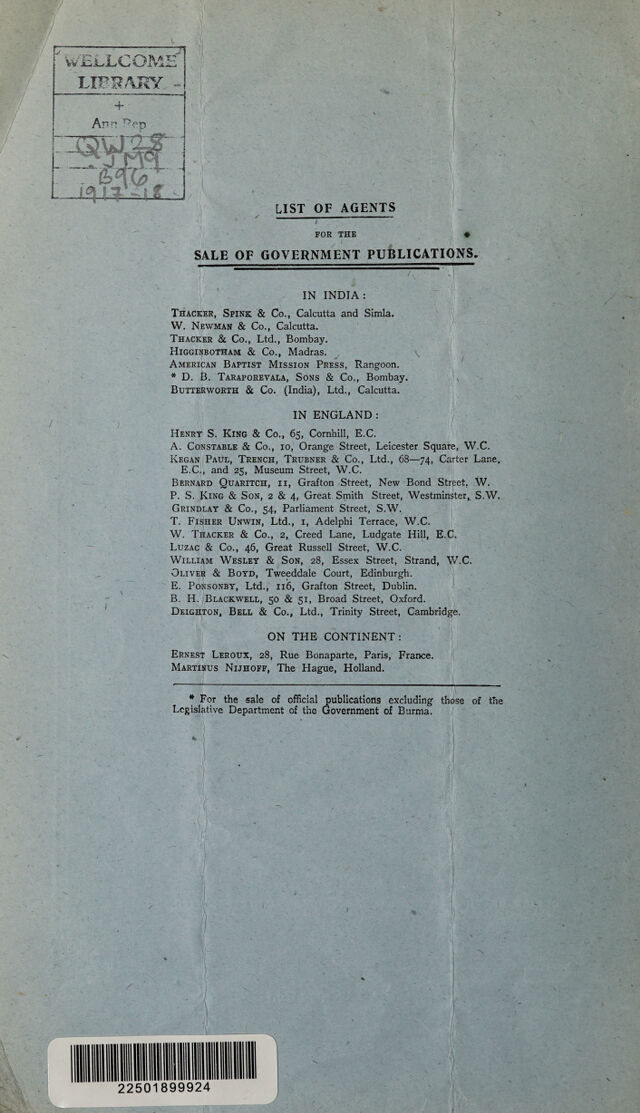 WELLCOME
LIBRARY
+
Ann Rep
QW28
.JM9
B96
1917-18
LIST OF AGENTS
FOR THE
SALE OF GOVERNMENT PUBLICATIONS.
IN INDIA:
THACKER, SPINK & Co., Calcutta and Simla.
W. NEWMAN & Co., Calcutta.
THACKER & Co., Ltd., Bombay.
HIGGINBOTHAM & Co., Madras.
AMERICAN BAPTIST MISSION PRESS, Rangoon.
* D. B. TARAPOREVALA, SONS & Co., Bombay.
BUTTERWORTH & Co. (India), Ltd., Calcutta.
IN ENGLAND:
HENRY S. KING & Co., 65, Cornhill, E.C.
A. CONSTABLE & Co., 10, Orange Street, Leicester Square, W.C.
KEGAN PAUL, TRENCH, TRUBNER & Co., Ltd., 68—74, Carter Lane,
E.C., and 25, Museum Street, W.C.
BERNARD QUARITCH, 11, Grafton Street, New Bond Street, W.
P. S. KING & SON, 2 & 4, Great Smith Street, Westminster, S.W.
GRINDLAY & Co., 54, Parliament Street, S.W.
T. FISHER UNWIN, Ltd., 1, Adelphi Terrace, W.C.
W. THACKER & Co., 2, Creed Lane, Ludgate Hill, E.C.
LUZAC & Co., 46, Great Russell Street, W.C.
WILLIAM WESLEY & SON, 28, Essex Street, Strand, W.C.
OLIVER & BOYD, Tweeddale Court, Edinburgh.
E. PONSONBY, Ltd., 116, Grafton Street, Dublin.
B. H. BLACKWELL, 50 & 51, Broad Street, Oxford.
DEIGHTON, BELL & Co., Ltd., Trinity Street, Cambridge.
ON THE CONTINENT:
ERNEST LEROUX, 28, Rue Bonaparte, Paris, France.
MARTINUS NIJHOFF, The Hague, Holland.
* For the sale of official publications excluding those of the
Legislative Department of the Government of Burma.
22501899924